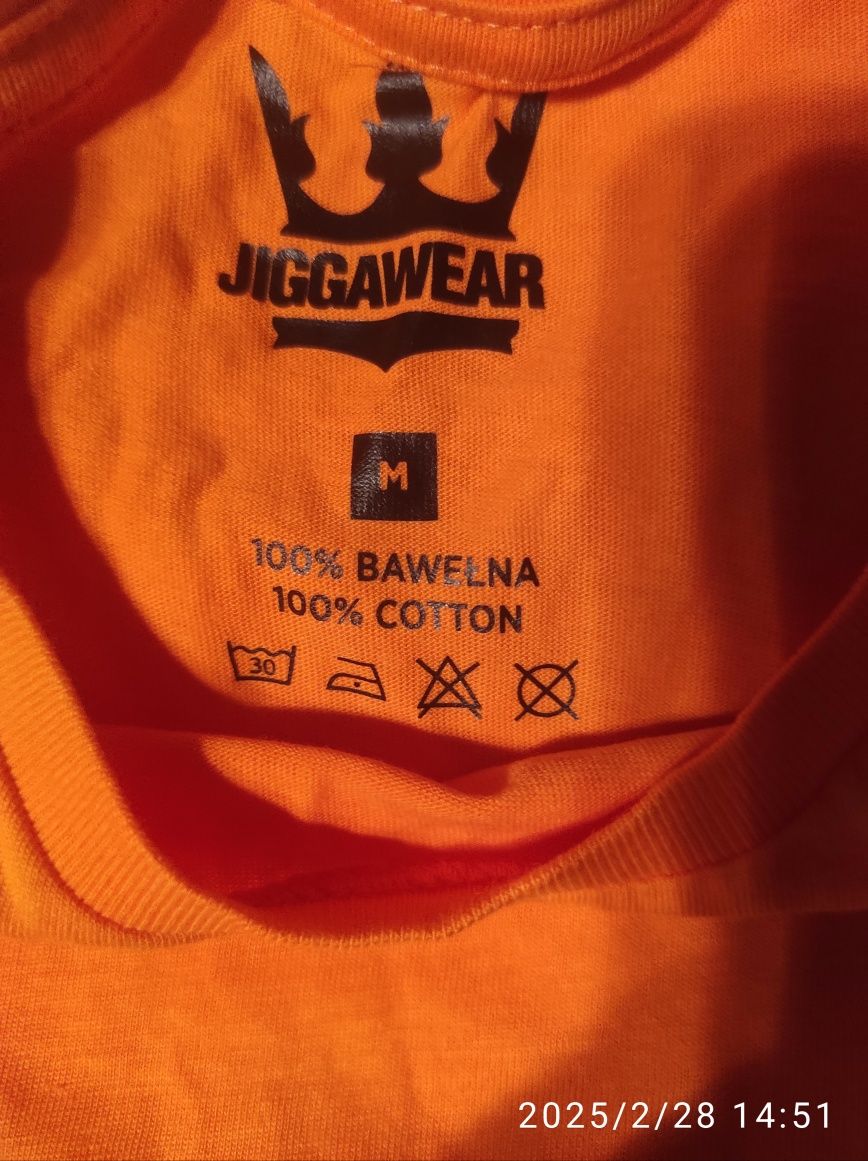 JIGGAWEAR
M
100% BAWEŁNA
100% COTTON
30
2025/2/28 14:51